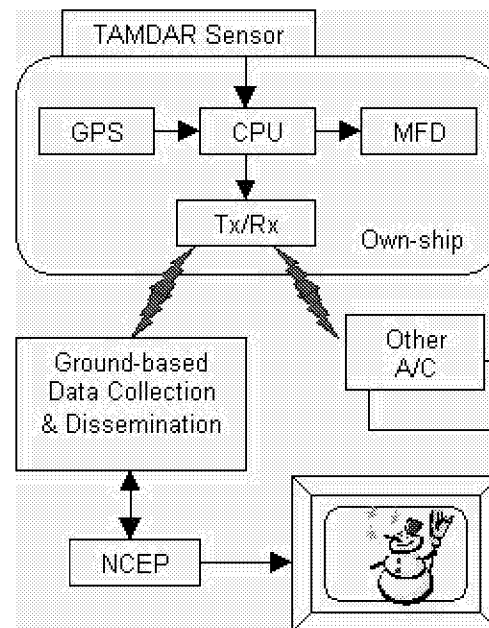 TAMDAR Sensor
GPS
CPU
MFD
Tx/Rx
Own-ship
Ground-based
Data Collection
& Dissemination
Other
A/C
NCEP